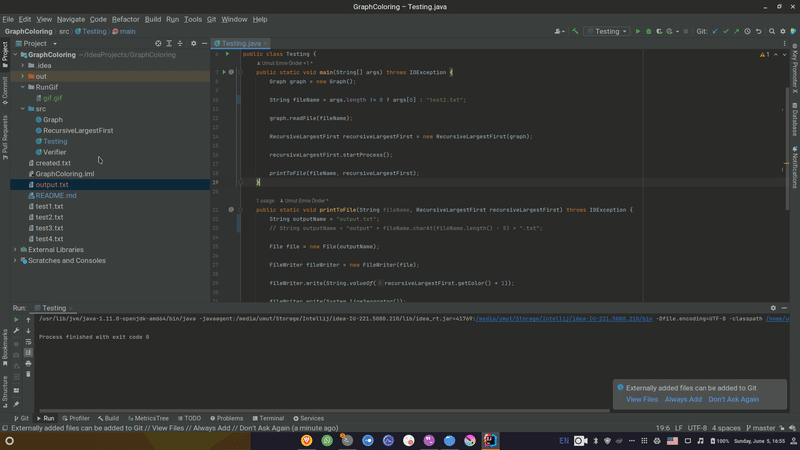 GraphColoring – Testing.java
File Edit View Navigate Code Refactor Build Run Tools Git Window Help
GraphColoring src Testing main
Testing
Git:
Project
Testing.java
GraphColoring ~/IdeaProjects/GraphColoring
.idea
out
RunGif
gif.gif
src
Graph
RecursiveLargestFirst
Testing
Verifier
created.txt
GraphColoring.iml
output.txt
README.md
test1.txt
test2.txt
test3.txt
test4.txt
External Libraries
Scratches and Consoles
Project
Commit
Pull Requests
Bookmarks
Structure
Key Promoter X
Database
Notifications
1
public class Testing {
Umut Emre Önder +1 *
public static void main(String[] args) throws IOException {
Graph graph = new Graph();
String fileName = args.length != 0 ? args[0] : "test2.txt";
graph.readFile(fileName);
RecursiveLargestFirst recursiveLargestFirst = new RecursiveLargestFirst(graph);
recursiveLargestFirst.startProcess();
printToFile(fileName, recursiveLargestFirst);
}
1 usage Umut Emre Önder *
public static void printToFile(String fileName, RecursiveLargestFirst recursiveLargestFirst) throws IOException {
String outputName = "output.txt";
// String outputName = "output" + fileName.charAt(fileName.length() - 5) + ".txt";
File file = new File(outputName);
FileWriter fileWriter = new FileWriter(file);
fileWriter.write(String.valueOf(recursiveLargestFirst.getColor() + 1));
fileWriter.write(System.lineSeparator());
Run: Testing
/usr/lib/jvm/java-1.11.0-openjdk-amd64/bin/java -javaagent:/media/umut/Storage/Intellij/idea-IU-221.5080.210/lib/idea_rt.jar=41769:/media/umut/Storage/Intellij/idea-IU-221.5080.210/bin -Dfile.encoding=UTF-8 -classpath
Process finished with exit code 0
Externally added files can be added to Git
View Files Always Add Don't Ask Again
Git Run Profiler Build MetricsTree TODO Problems Terminal Services
Externally added files can be added to Git // View Files // Always Add // Don't Ask Again (a minute ago)
19:6 LF UTF-8 4 spaces master
EN 100% Sunday, June 5, 16:55